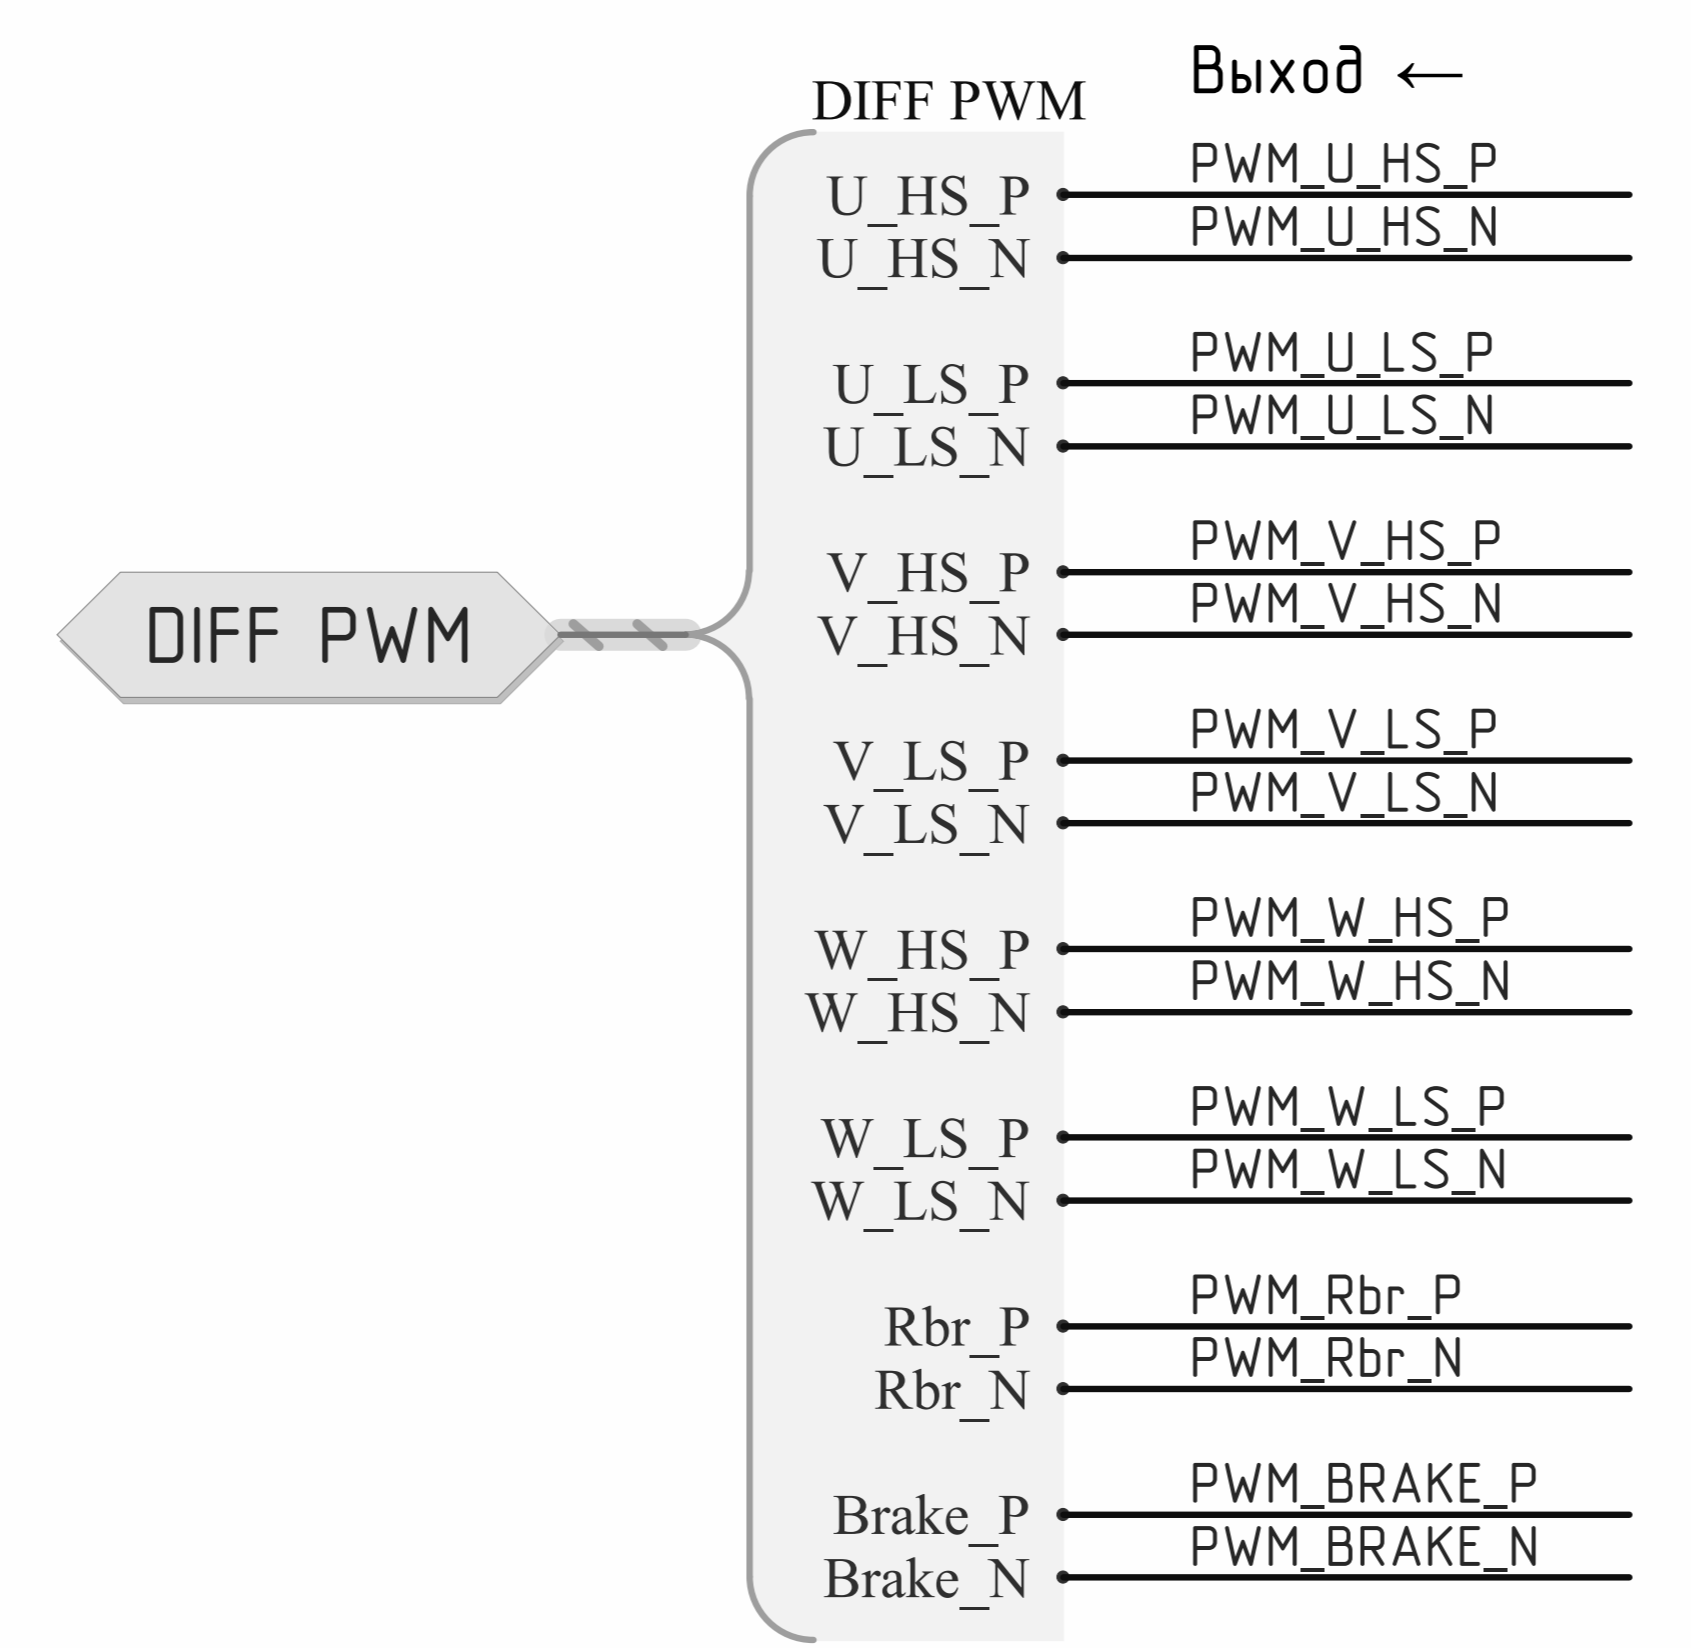 Выход ←
DIFF PWM
PWM_U_HS_P
U_HS_P
PWM_U_HS_N
U_HS_N
PWM_U_LS_P
U_LS_P
PWM_U_LS_N
U_LS_N
PWM_V_HS_P
V_HS_P
PWM_V_HS_N
V_HS_N
DIFF PWM
PWM_V_LS_P
V_LS_P
PWM_V_LS_N
V_LS_N
PWM_W_HS_P
W_HS_P
PWM_W_HS_N
W_HS_N
PWM_W_LS_P
W_LS_P
PWM_W_LS_N
W_LS_N
PWM_Rbr_P
Rbr_P
PWM_Rbr_N
Rbr_N
PWM_BRAKE_P
Brake_P
PWM_BRAKE_N
Brake_N